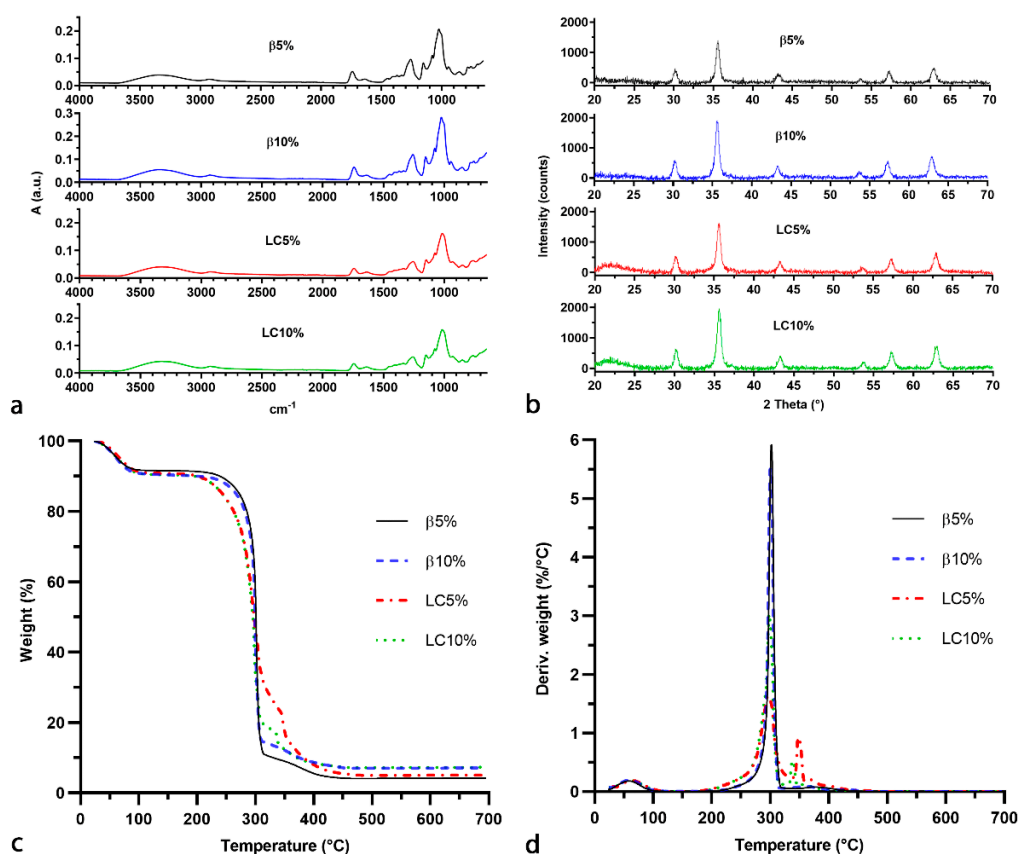 β5%
0.2
0.1
0.0
4000 3500 3000 2500 2000 1500 1000
β10%
0.3
0.2
0.1
0.0
4000 3500 3000 2500 2000 1500 1000
LC5%
0.2
0.1
0.0
4000 3500 3000 2500 2000 1500 1000
LC10%
0.2
0.1
0.0
4000 3500 3000 2500 2000 1500 1000
A (a.u.)
cm-1
a
β5%
2000
1000
0
20 25 30 35 40 45 50 55 60 65 70
β10%
2000
1000
0
20 25 30 35 40 45 50 55 60 65 70
LC5%
2000
1000
0
20 25 30 35 40 45 50 55 60 65 70
LC10%
2000
1000
0
20 25 30 35 40 45 50 55 60 65 70
Intensity (counts)
2 Theta (°)
b
100
80
60
40
20
0
0 100 200 300 400 500 600 700
Weight (%)
Temperature (°C)
β5%
β10%
LC5%
LC10%
c
6
5
4
3
2
1
0
0 100 200 300 400 500 600 700
Deriv. weight (%/°C)
Temperature (°C)
β5%
β10%
LC5%
LC10%
d